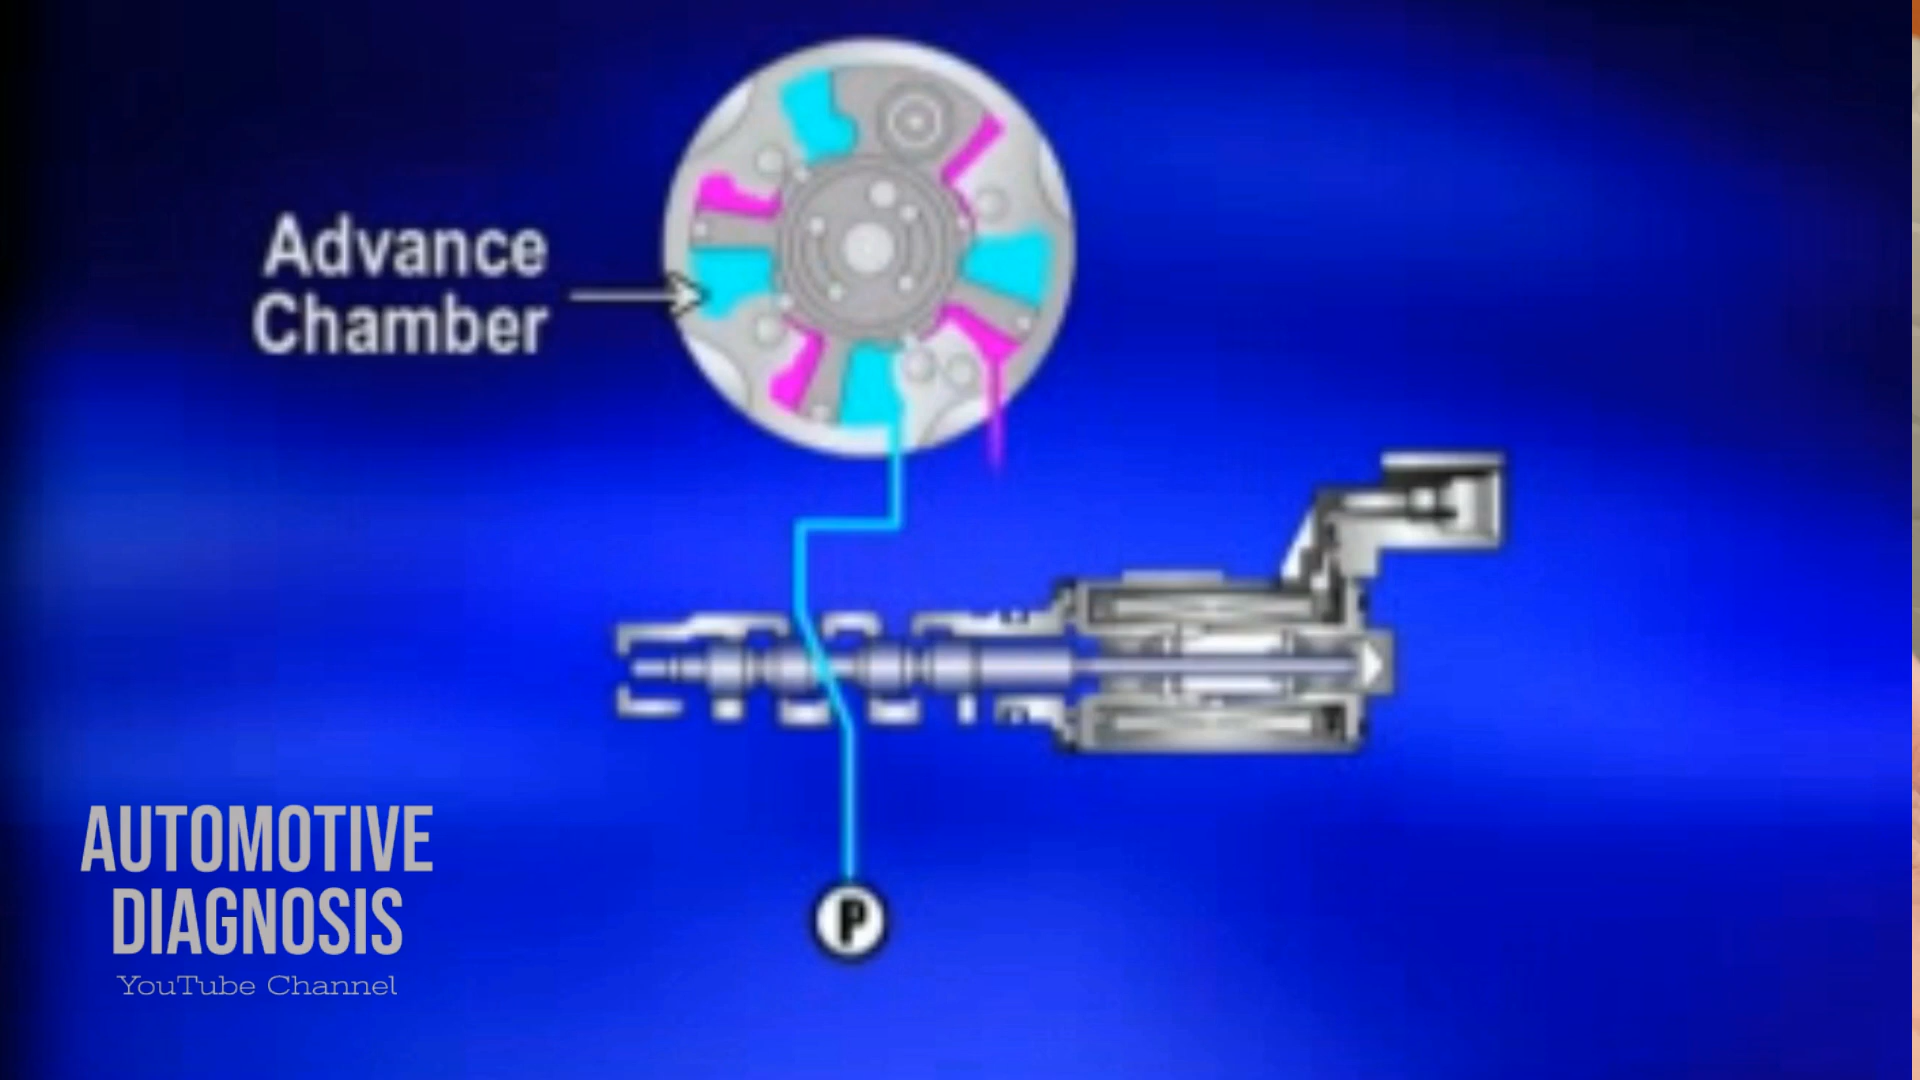 Advance
Chamber
P
AUTOMOTIVE
DIAGNOSIS
YouTube Channel